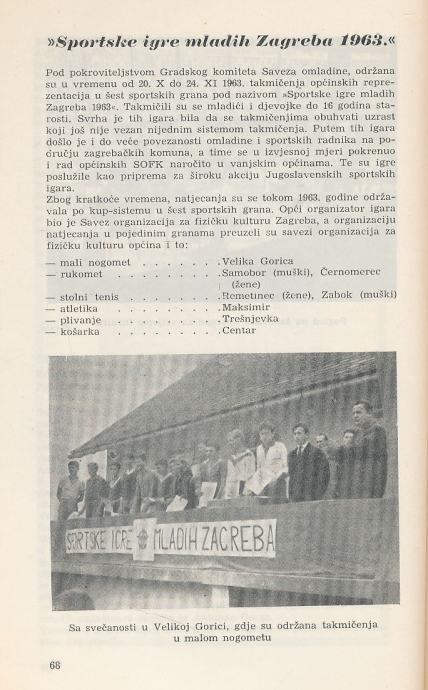 »Sportske igre mladih Zagreba 1963.«
Pod pokroviteljstvom Gradskog komiteta Saveza omladine, održana
su u vremenu od 20. X do 24. XI 1963. takmičenja općinskih repre-
zentacija u šest sportskih grana pod nazivom »Sportske igre mladih
Zagreba 1963«. Takmičili su se mladići i djevojke do 16 godina sta-
rosti. Svrha je tih igara bila da se takmičenjima obuhvati uzrast
koji još nije vezan nijednim sistemom takmičenja. Putem tih igara
došlo je i do veće povezanosti omladine i sportskih radnika na po-
dručju zagrebačkih komuna, a time se u izvjesnoj mjeri pokrenuo
i rad općinskih SOFK naročito u vanjskim općinama. Te su igre
poslužile kao priprema za široku akciju Jugoslavenskih sportskih
igara.
Zbog kratkoće vremena, natjecanja su se tokom 1963. godine održa-
vala po kup-sistemu u šest sportskih grana. Opći organizator igara
bio je Savez organizacija za fizičku kulturu Zagreba, a organizaciju
natjecanja u pojedinim granama preuzeli su savezi organizacija za
fizičku kulturu općina i to:
— mali nogomet . . . . . . . . Velika Gorica
— rukomet . . . . . . . . . . Samobor (muški), Černomerec
(žene)
— stolni tenis . . . . . . . . . Remetinec (žene), Zabok (muški)
— atletika . . . . . . . . . . Maksimir
— plivanje . . . . . . . . . . Trešnjevka
— košarka . . . . . . . . . . Centar
SPORTSKE IGRE MLADIH ZAGREBA
Sa svečanosti u Velikoj Gorici, gdje su održana takmičenja
u malom nogometu
68